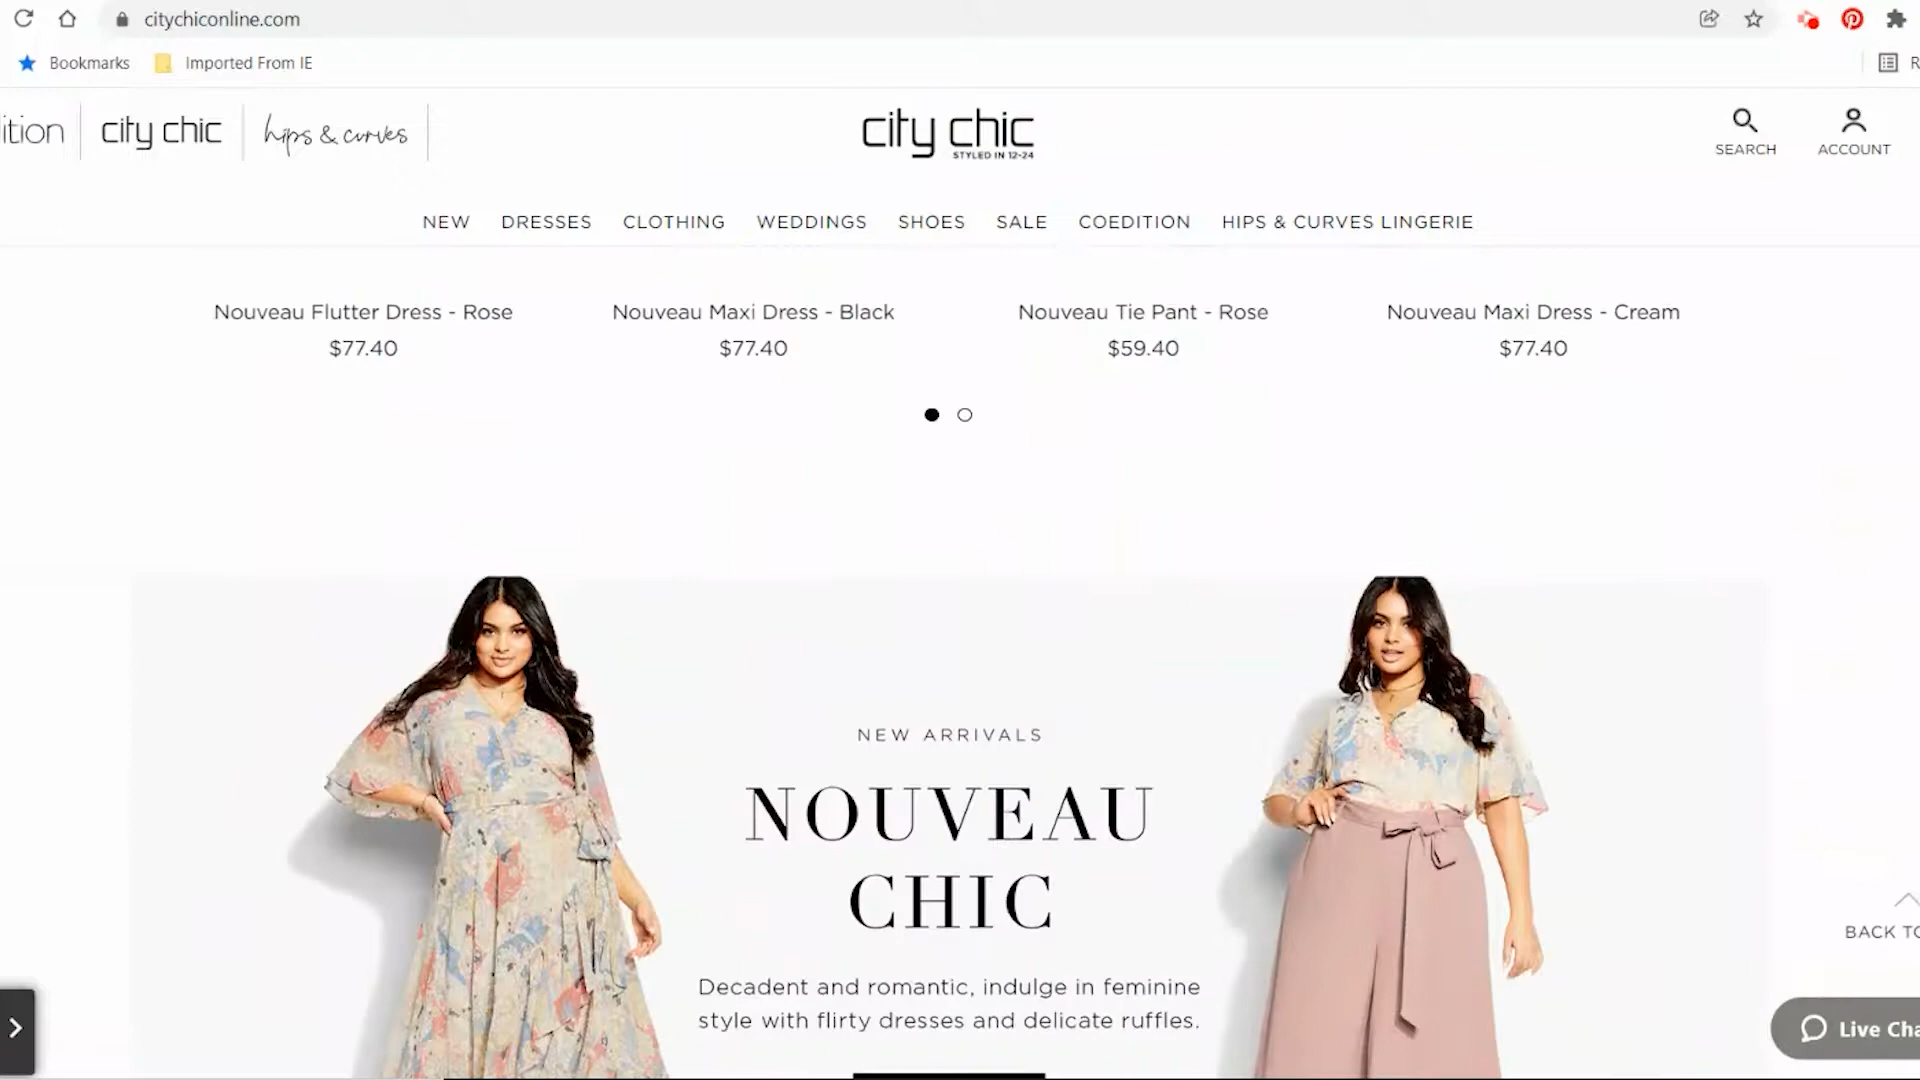 citychiconline.com
Bookmarks
Imported From IE
R
ition
city chic
hips & curves
city chic
STYLED IN 12-24
SEARCH
ACCOUNT
NEW DRESSES CLOTHING WEDDINGS SHOES SALE COEDITION HIPS & CURVES LINGERIE
Nouveau Flutter Dress - Rose
$77.40
Nouveau Maxi Dress - Black
$77.40
Nouveau Tie Pant - Rose
$59.40
Nouveau Maxi Dress - Cream
$77.40
NEW ARRIVALS
NOUVEAU
CHIC
Decadent and romantic, indulge in feminine
style with flirty dresses and delicate ruffles.
BACK TO
Live Cha